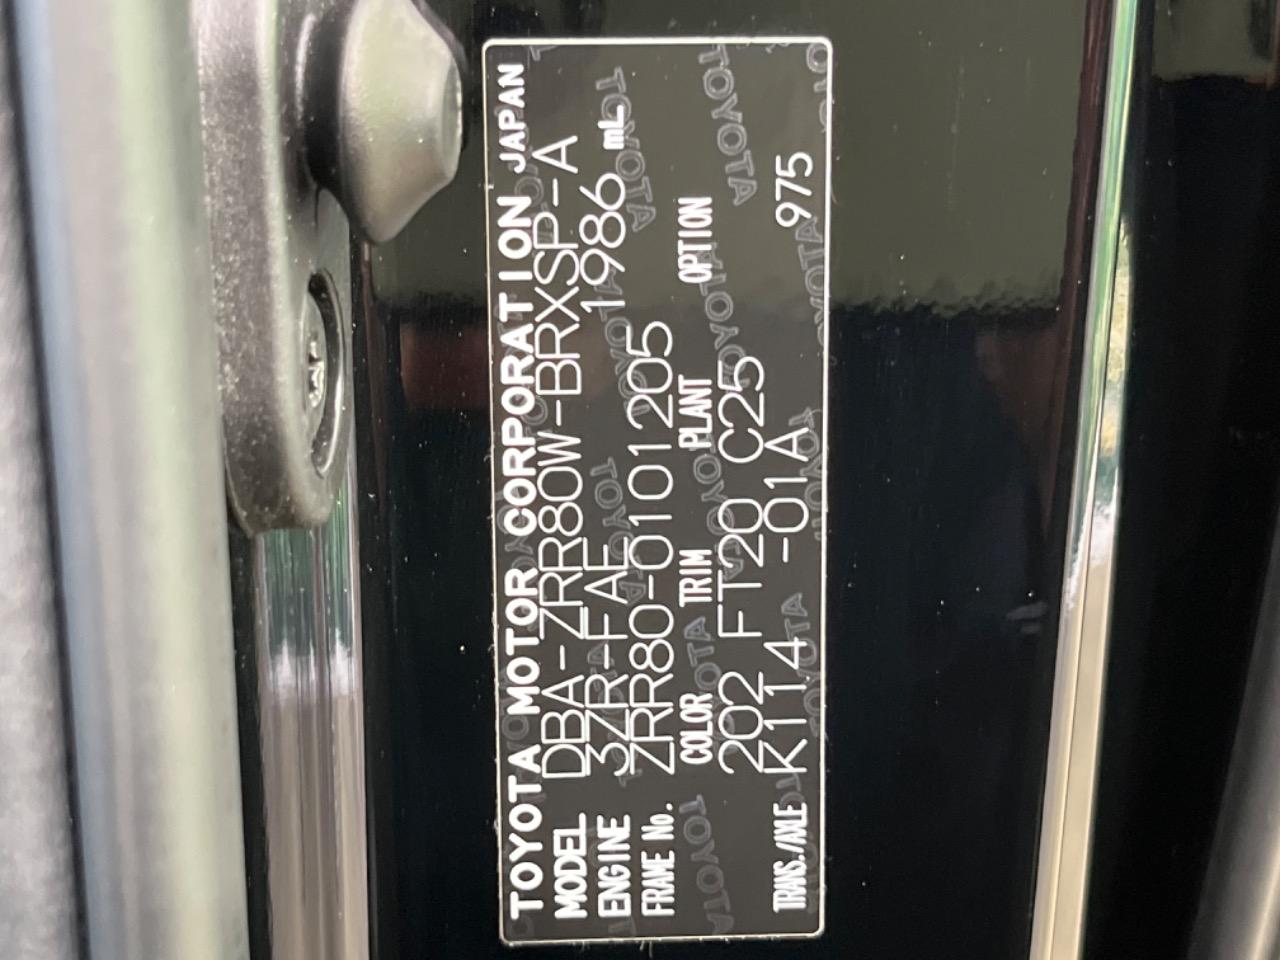 TOYOTA MOTOR CORPORATION JAPAN
MODEL DBA-ZRR80W-BRXSP-A
ENGINE 3ZR-FAE 1986 mL
FRAME No. ZRR80-0101205
COLOR TRIM PLANT OPTION
202 FT20 C25
TRANS./AXLE K114 -01A 975